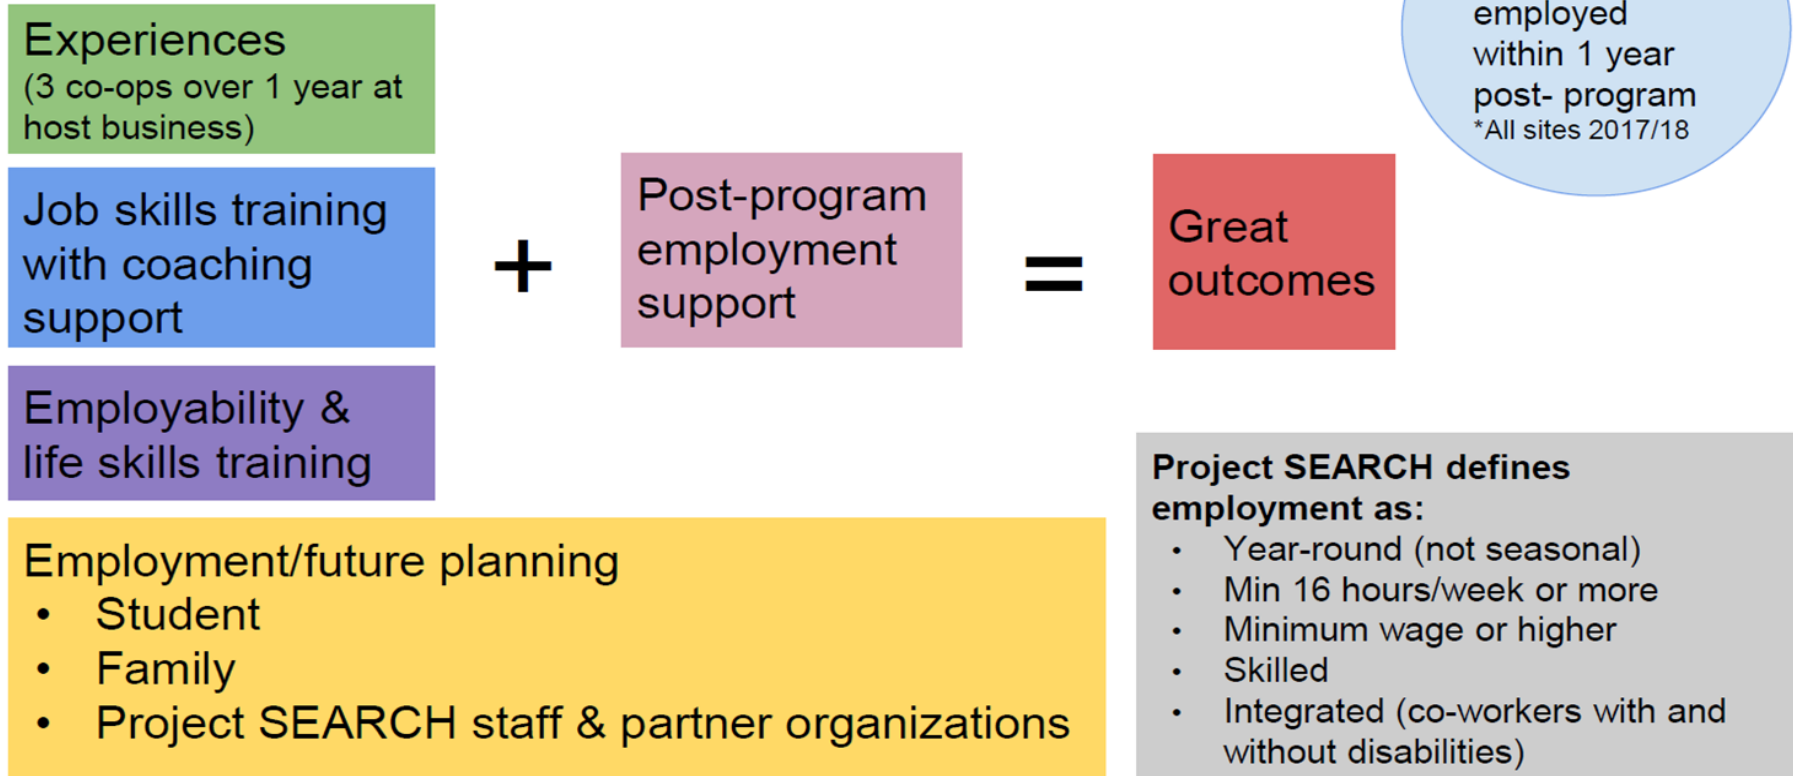 Experiences
(3 co-ops over 1 year at
host business)
Job skills training
with coaching
support
Employability &
life skills training
+
Post-program
employment
support
=
Great
outcomes
employed
within 1 year
post- program
*All sites 2017/18
Employment/future planning
• Student
• Family
• Project SEARCH staff & partner organizations
Project SEARCH defines
employment as:
• Year-round (not seasonal)
• Min 16 hours/week or more
• Minimum wage or higher
• Skilled
• Integrated (co-workers with and
without disabilities)